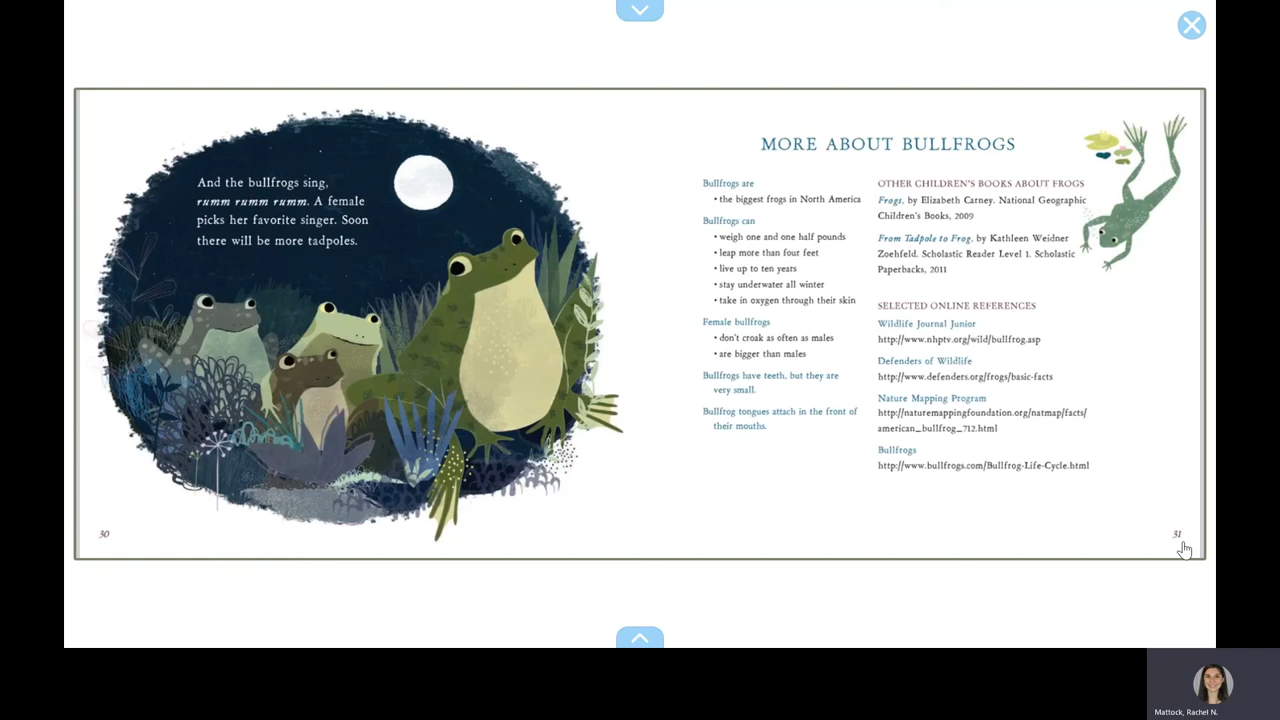 And the bullfrogs sing,
rumm rumm rumm. A female
picks her favorite singer. Soon
there will be more tadpoles.
30
MORE ABOUT BULLFROGS
Bullfrogs are
• the biggest frogs in North America
Bullfrogs can
• weigh one and one half pounds
• leap more than four feet
• live up to ten years
• stay underwater all winter
• take in oxygen through their skin
Female bullfrogs
• don't croak as often as males
• are bigger than males
Bullfrogs have teeth, but they are
very small.
Bullfrog tongues attach in the front of
their mouths.
OTHER CHILDREN'S BOOKS ABOUT FROGS
Frogs, by Elizabeth Carney. National Geographic
Children's Books, 2009
From Tadpole to Frog, by Kathleen Weidner
Zoehfeld. Scholastic Reader Level 1. Scholastic
Paperbacks, 2011
SELECTED ONLINE REFERENCES
Wildlife Journal Junior
http://www.nhptv.org/wild/bullfrog.asp
Defenders of Wildlife
http://www.defenders.org/frogs/basic-facts
Nature Mapping Program
http://naturemappingfoundation.org/natmap/facts/
american_bullfrog_712.html
Bullfrogs
http://www.bullfrogs.com/Bullfrog-Life-Cycle.html
31
Mattock, Rachel N.